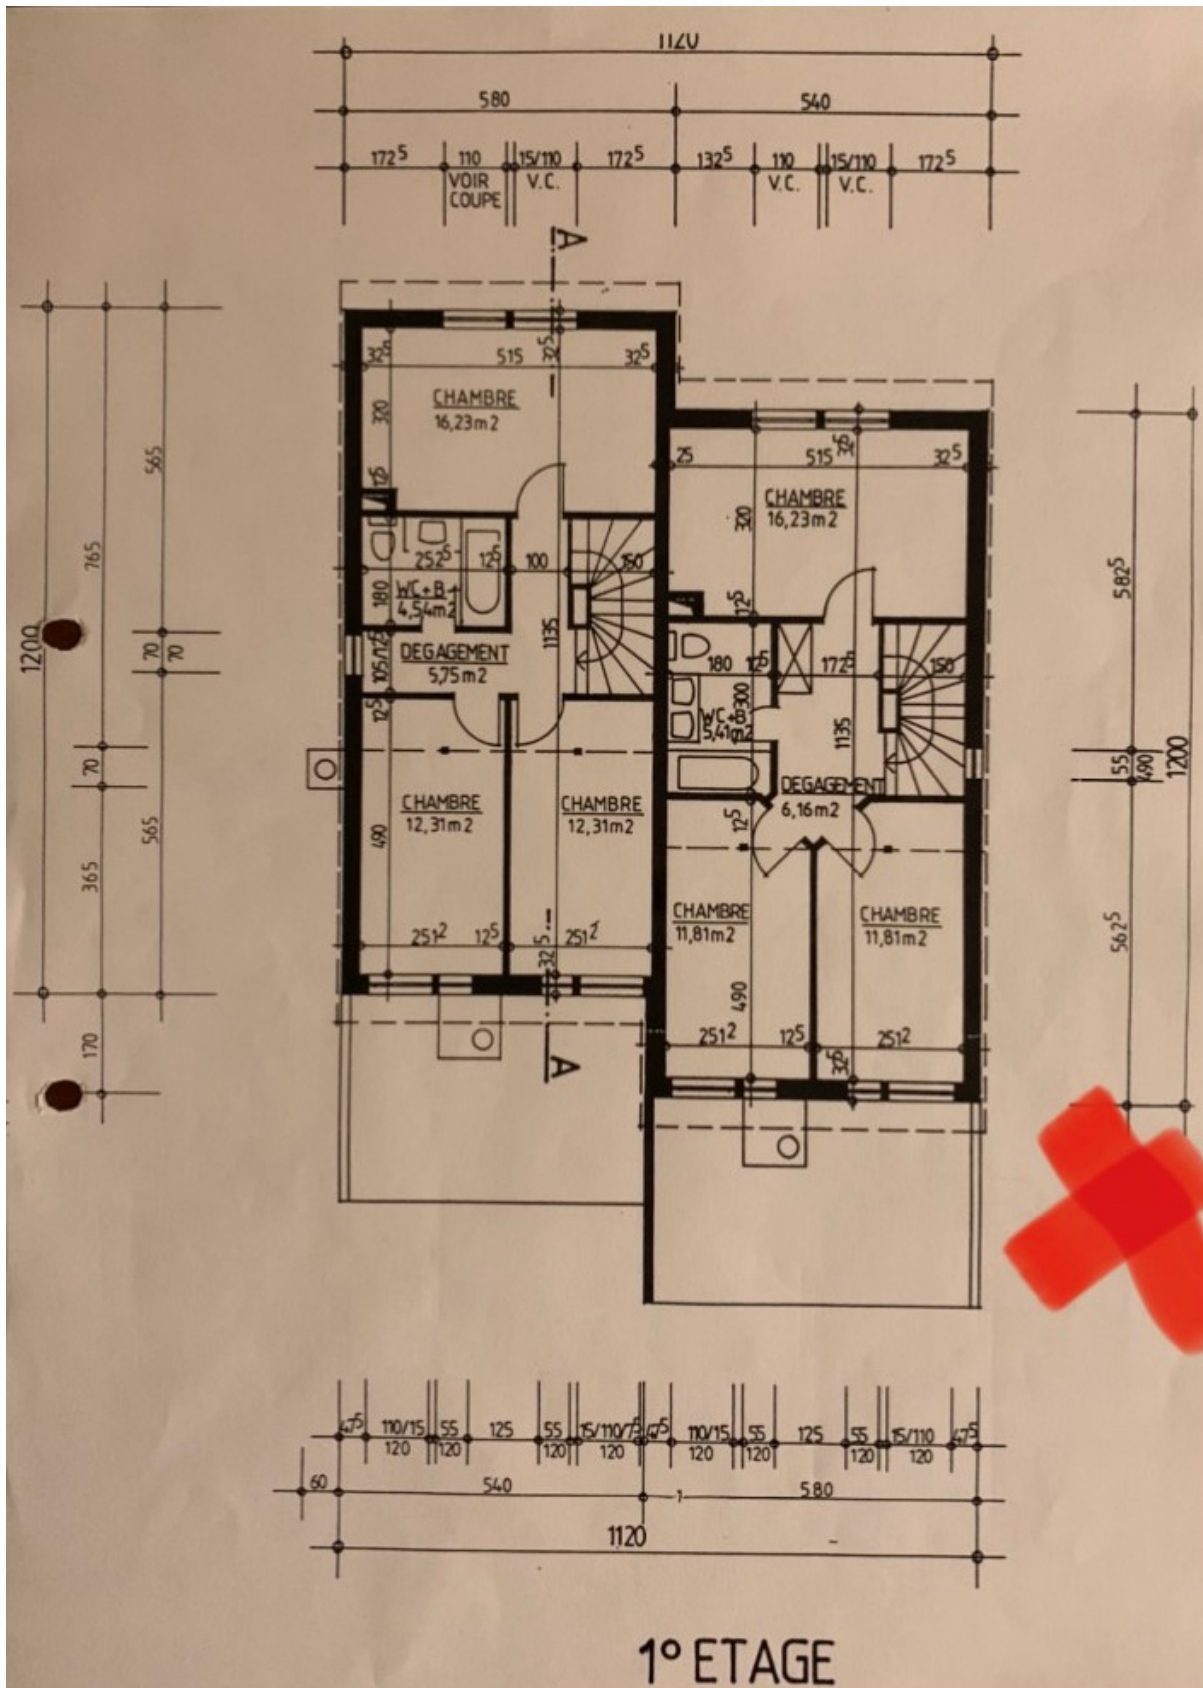 1120
580 540
172⁵ 110 15/110 172⁵ 132⁵ 110 15/110 172⁵
VOIR V.C. V.C. V.C.
COUPE
A
32⁵ 515 32⁵ 32⁵
CHAMBRE
16,23m2
320
12⁵
25 515 32⁵
CHAMBRE
16,23m2
320
12⁵
565
765
1200
70
70
70
365
565
170
252⁵ 12⁵ 100 150
WC+B
4,54m2
180
105/12⁵
DEGAGEMENT
5,75m2
1135
12⁵
180 12⁵ 172⁵ 150
300
WC+B
5,41m2
1135
DEGAGEMENT
6,16m2
12⁵
582⁵
55
490
1200
562⁵
CHAMBRE CHAMBRE
12,31m2 12,31m2
490
CHAMBRE CHAMBRE
11,81m2 11,81m2
251² 12⁵ 251²
32⁵
490
251² 12⁵ 251²
32⁵
A
47⁵ 110/15 55 125 55 15/110/7⁵ 47⁵ 110/15 55 125 55 15/110 47⁵
120 120 120 120 120 120 120 120
60 540 580
1120
1° ETAGE